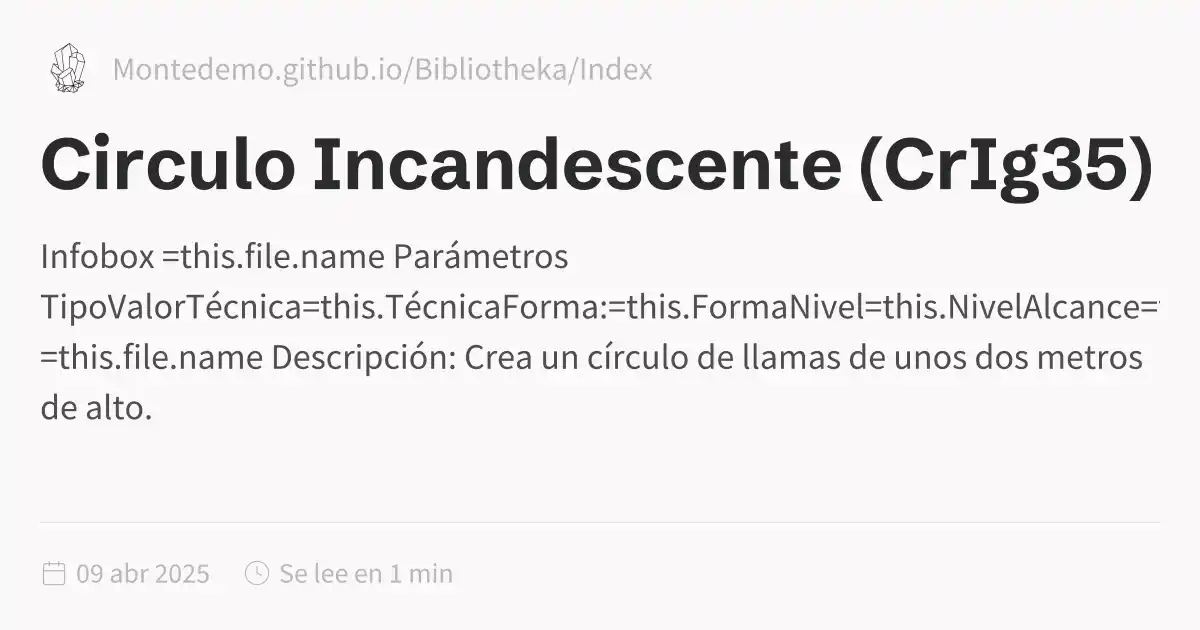 Montedemo.github.io/Bibliotheka/Index
Circulo Incandescente (CrIg35)
Infobox =this.file.name Parámetros
TipoValorTécnica=this.TécnicaForma:=this.FormaNivel=this.NivelAlcance=
=this.file.name Descripción: Crea un círculo de llamas de unos dos metros
de alto.
09 abr 2025
Se lee en 1 min